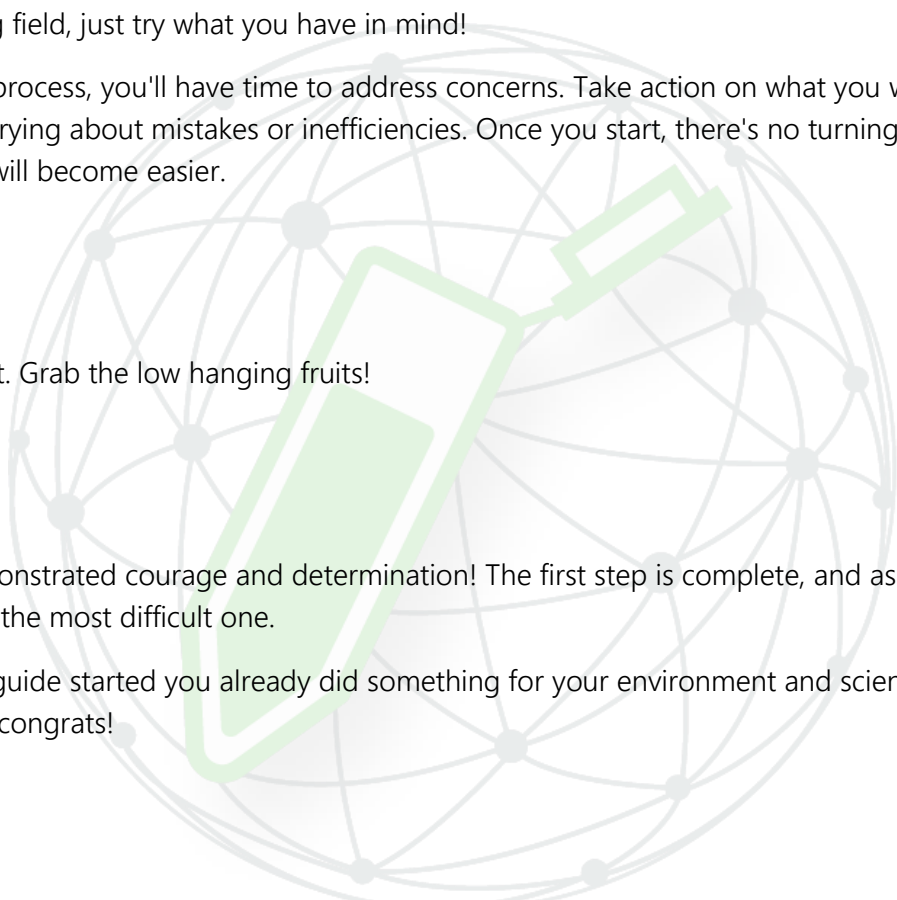 field, just try what you have in mind!
process, you'll have time to address concerns. Take action on what you
rying about mistakes or inefficiencies. Once you start, there's no turning
will become easier.
t. Grab the low hanging fruits!
onstrated courage and determination! The first step is complete, and as
the most difficult one.
guide started you already did something for your environment and scien
congrats!